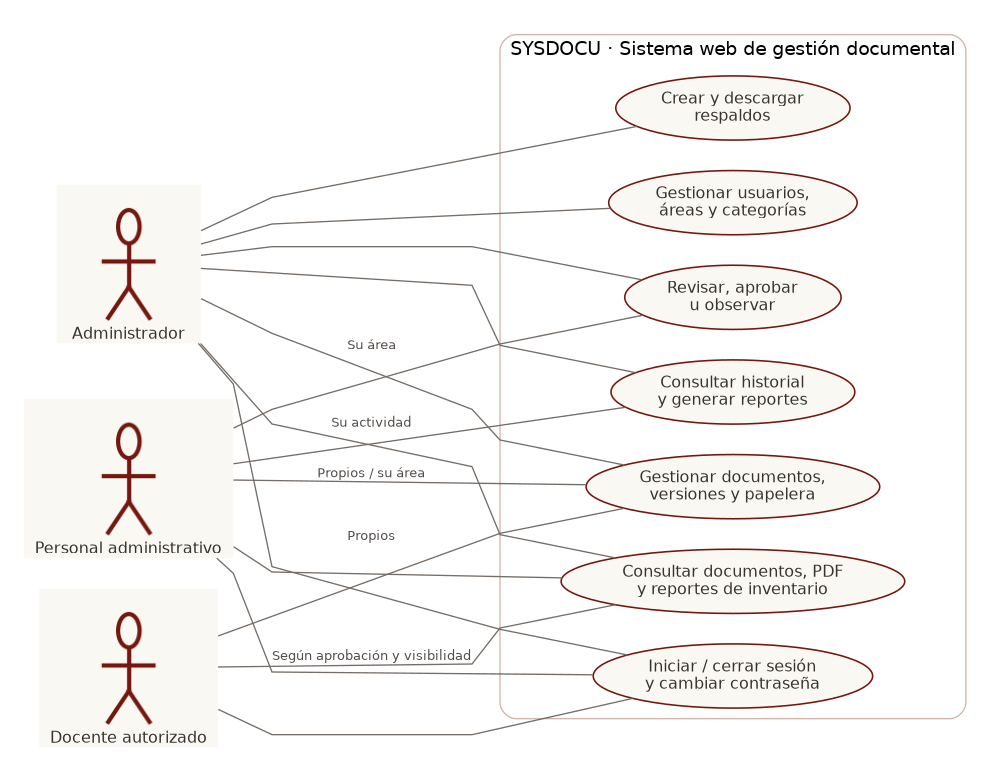 SYSDOCU · Sistema web de gestión documental
Crear y descargar
respaldos
Gestionar usuarios,
áreas y categorías
Revisar, aprobar
u observar
Administrador
Su área
Consultar historial
y generar reportes
Su actividad
Propios / su área
Gestionar documentos,
versiones y papelera
Personal administrativo
Propios
Consultar documentos, PDF
y reportes de inventario
Según aprobación y visibilidad
Iniciar / cerrar sesión
y cambiar contraseña
Docente autorizado